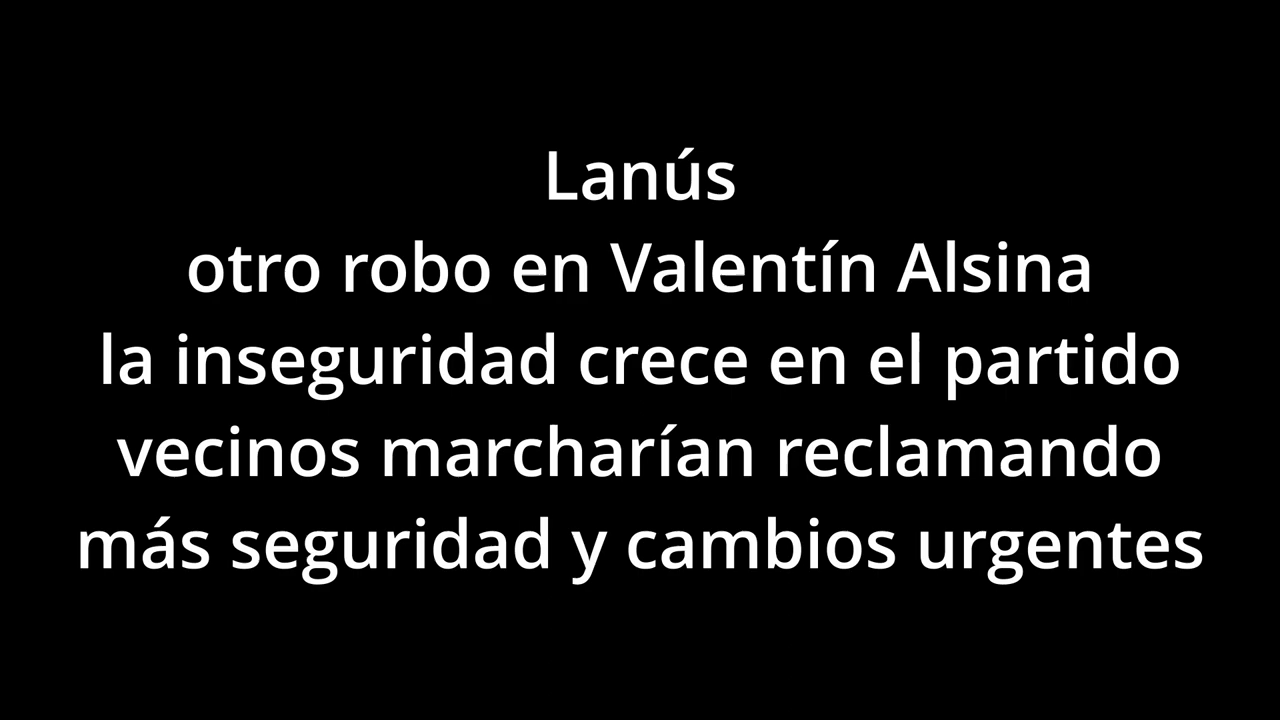 Lanús
otro robo en Valentín Alsina
la inseguridad crece en el partido
vecinos marcharían reclamando
más seguridad y cambios urgentes